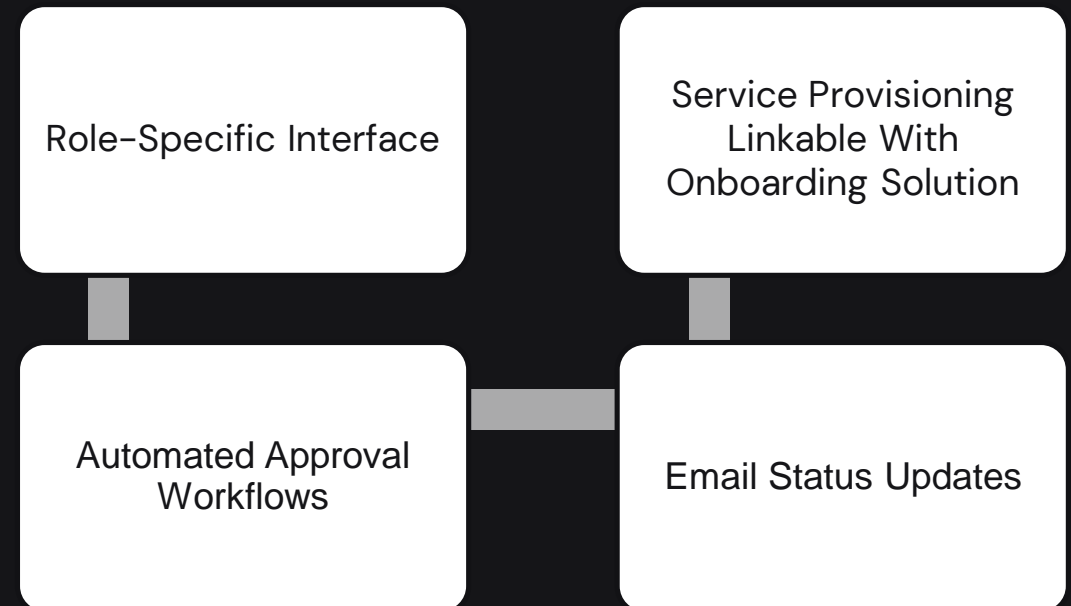 Role-Specific Interface
Service Provisioning
Linkable With
Onboarding Solution
Automated Approval
Workflows
Email Status Updates